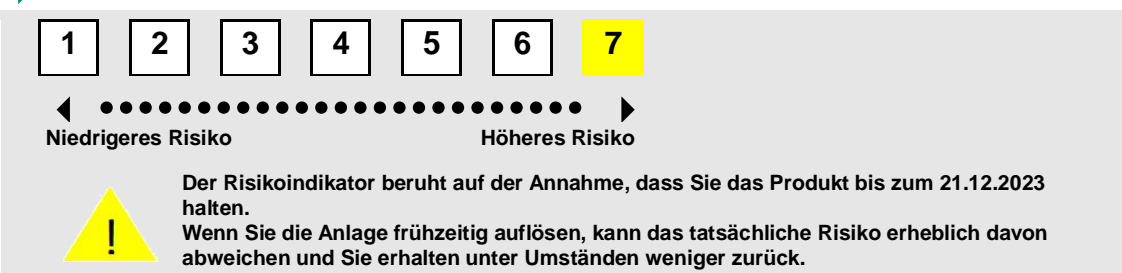 1 2 3 4 5 6 7
Niedrigeres Risiko Höheres Risiko
Der Risikoindikator beruht auf der Annahme, dass Sie das Produkt bis zum 21.12.2023
halten.
Wenn Sie die Anlage frühzeitig auflösen, kann das tatsächliche Risiko erheblich davon
abweichen und Sie erhalten unter Umständen weniger zurück.
!